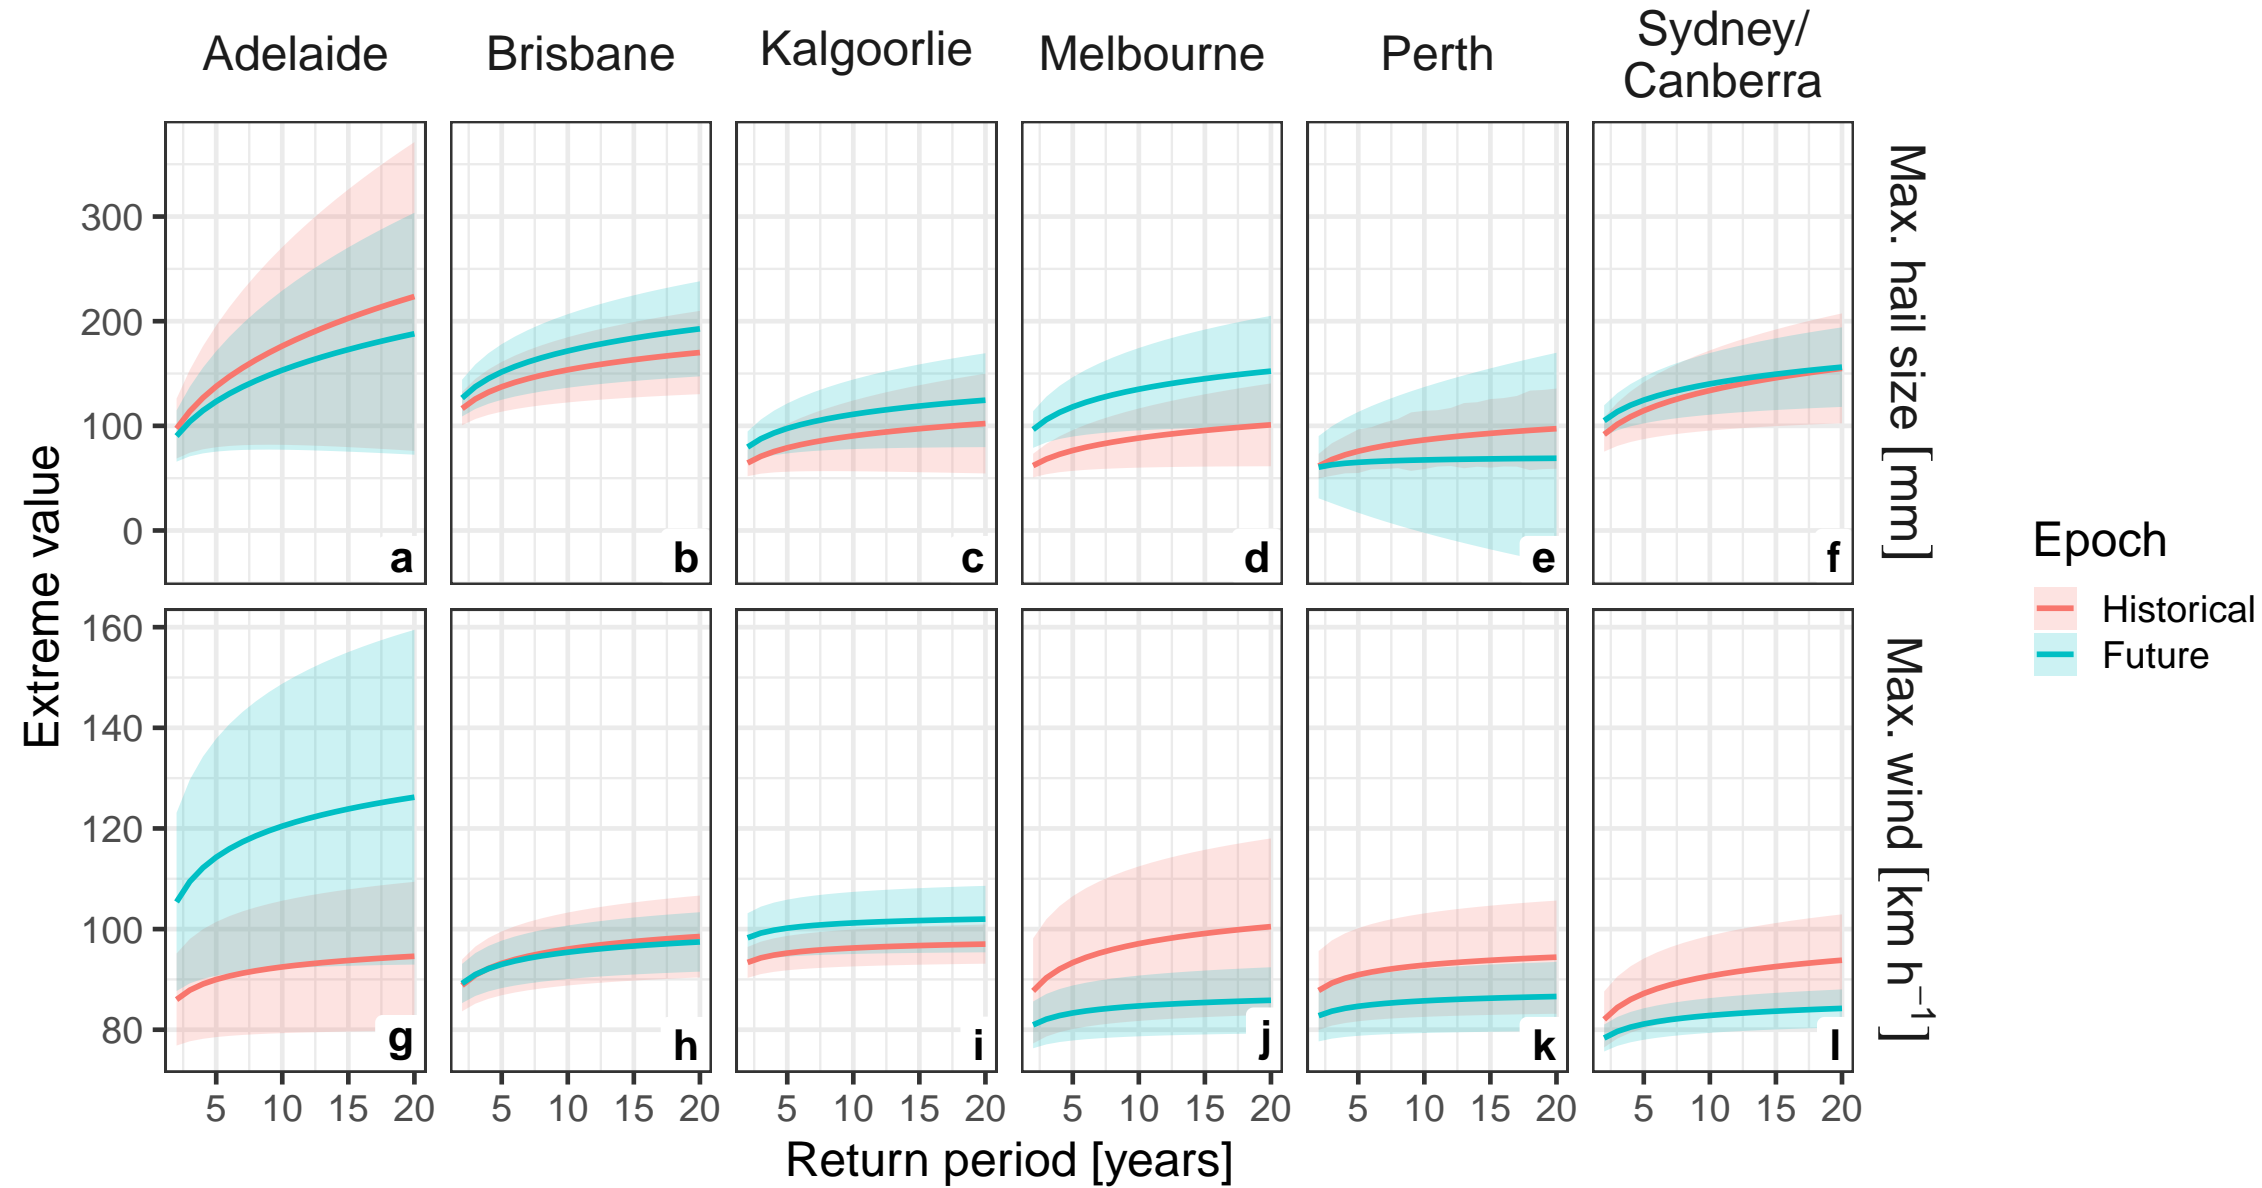 Adelaide
Brisbane
Kalgoorlie
Melbourne
Perth
Sydney/
Canberra
Extreme value
300
200
100
0
a
b
c
d
e
f
Max. hail size [mm]
160
140
120
100
80
g
h
i
j
k
l
Max. wind [km h⁻¹]
5 10 15 20
5 10 15 20
5 10 15 20
5 10 15 20
5 10 15 20
5 10 15 20
Return period [years]
Epoch
Historical
Future